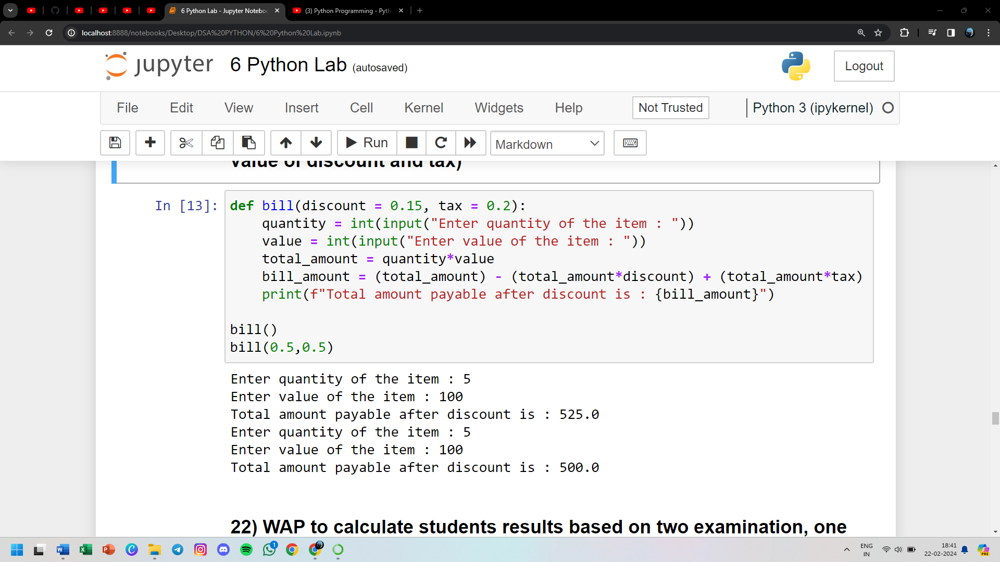 6 Python Lab - Jupyter Noteboo
(3) Python Programming - Pyth
localhost:8888/notebooks/Desktop/DSA%20PYTHON/6%20Python%20Lab.ipynb
jupyter 6 Python Lab (autosaved)
Logout
File Edit View Insert Cell Kernel Widgets Help Not Trusted Python 3 (ipykernel)
Run Markdown
value of discount and tax)
In [13]: def bill(discount = 0.15, tax = 0.2):
    quantity = int(input("Enter quantity of the item : "))
    value = int(input("Enter value of the item : "))
    total_amount = quantity*value
    bill_amount = (total_amount) - (total_amount*discount) + (total_amount*tax)
    print(f"Total amount payable after discount is : {bill_amount}")
bill()
bill(0.5,0.5)
Enter quantity of the item : 5
Enter value of the item : 100
Total amount payable after discount is : 525.0
Enter quantity of the item : 5
Enter value of the item : 100
Total amount payable after discount is : 500.0
22) WAP to calculate students results based on two examination, one
1
ENG
IN
18:41
22-02-2024
PRE